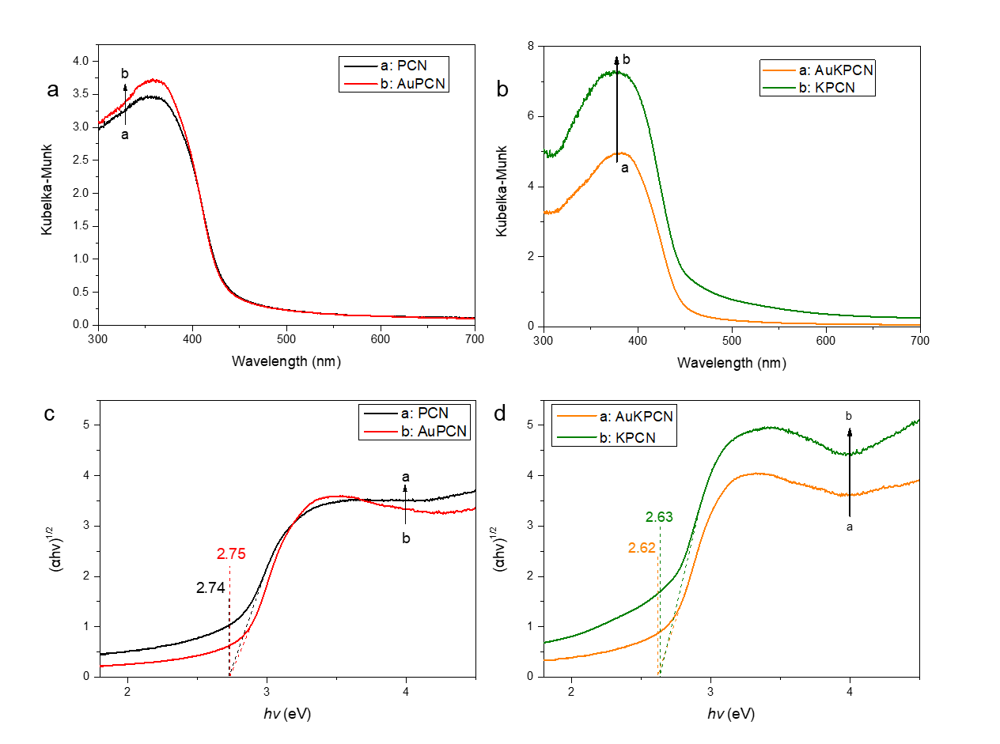 a
Kubelka-Munk
4.0
3.5
3.0
2.5
2.0
1.5
1.0
0.5
0.0
b
a
a: PCN
b: AuPCN
300
400
500
600
700
Wavelength (nm)
b
Kubelka-Munk
8
6
4
2
0
b
a
a: AuKPCN
b: KPCN
300
400
500
600
700
Wavelength (nm)
c
(αhv)1/2
5
4
3
2
1
0
a: PCN
b: AuPCN
a
b
2.75
2.74
2
3
4
hv (eV)
d
(αhv)1/2
5
4
3
2
1
0
a: AuKPCN
b: KPCN
b
a
2.63
2.62
2
3
4
hv (eV)